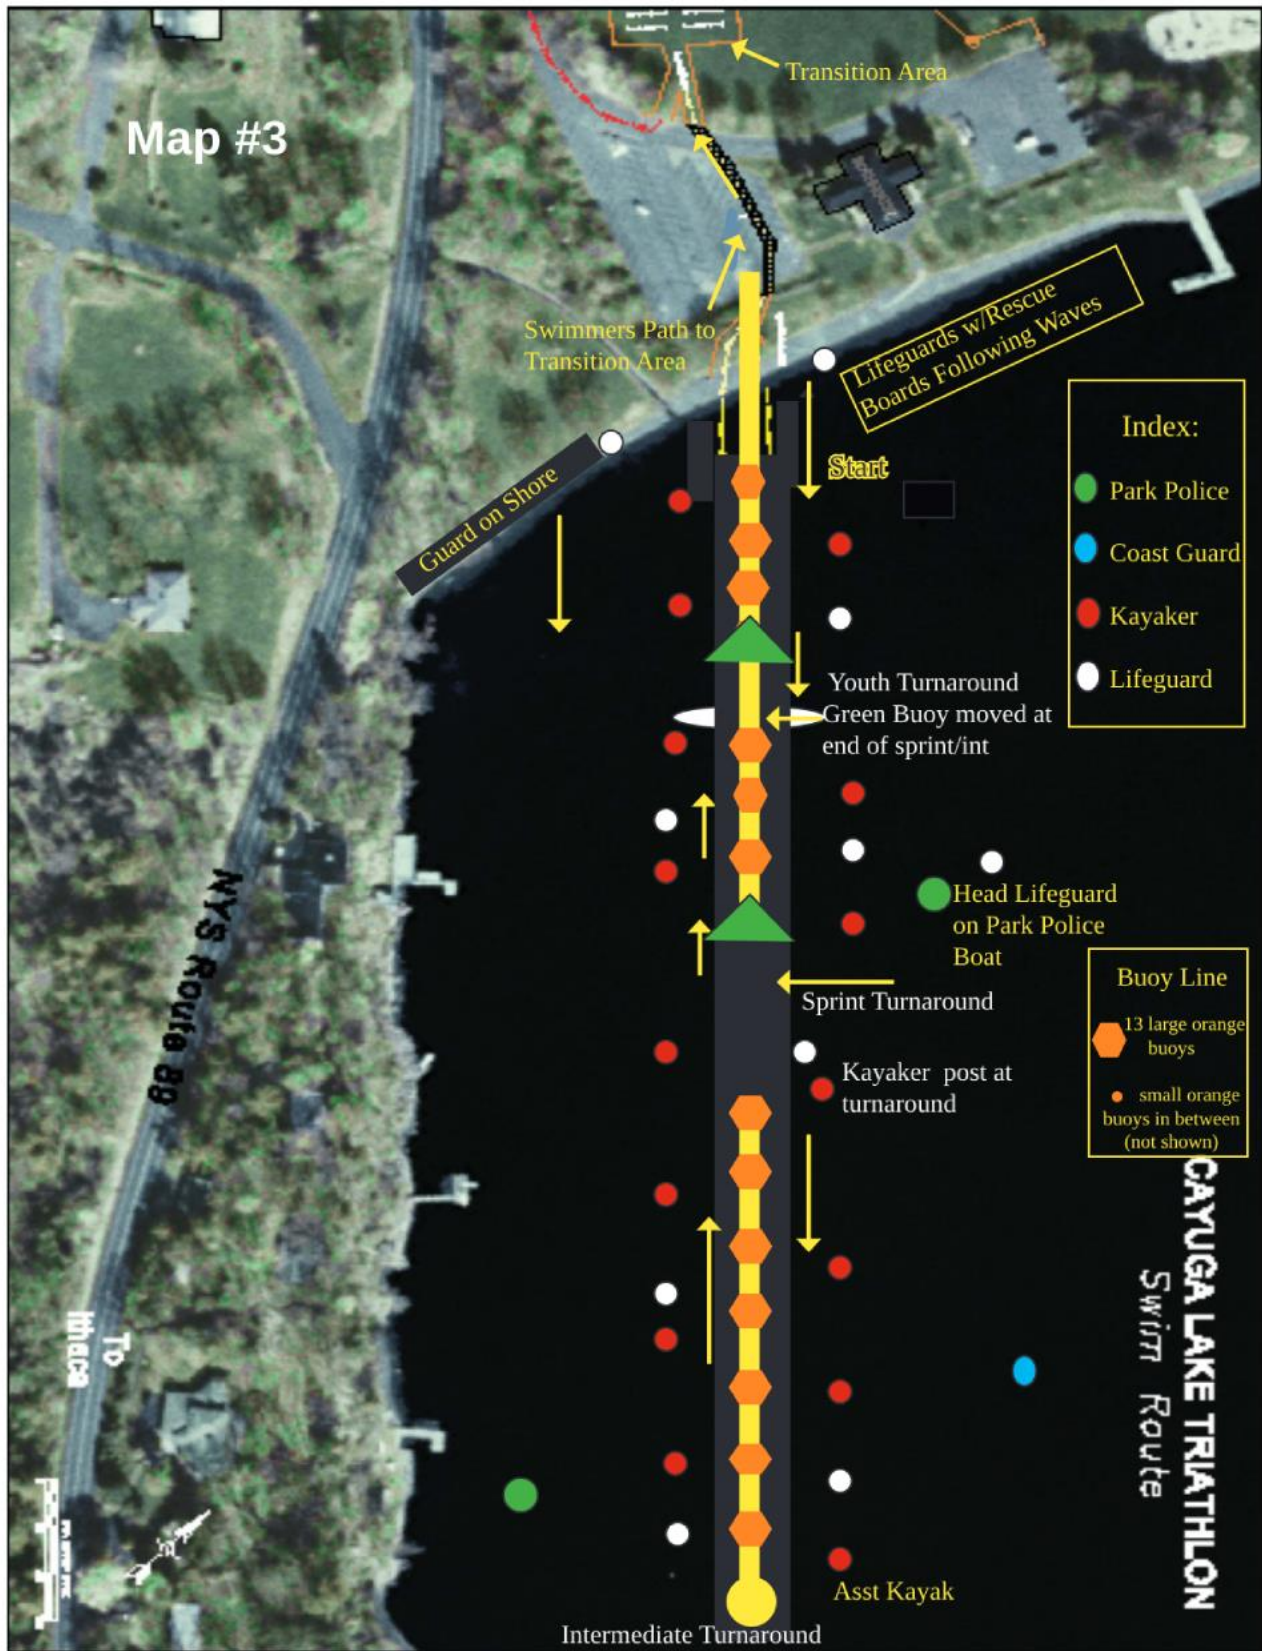 Transition Area
Map #3
Swimmers Path to
Transition Area
Lifeguards w/Rescue
Boards Following Waves
Guard on Shore
Start
Index:
Park Police
Coast Guard
Kayaker
Lifeguard
Youth Turnaround
Green Buoy moved at
end of sprint/int
NYS Route 89
Head Lifeguard
on Park Police
Boat
Sprint Turnaround
Kayaker post at
turnaround
Buoy Line
13 large orange
buoys
small orange
buoys in between
(not shown)
CAYUGA LAKE TRIATHLON
Swim Route
To
Ithaca
Asst Kayak
Intermediate Turnaround